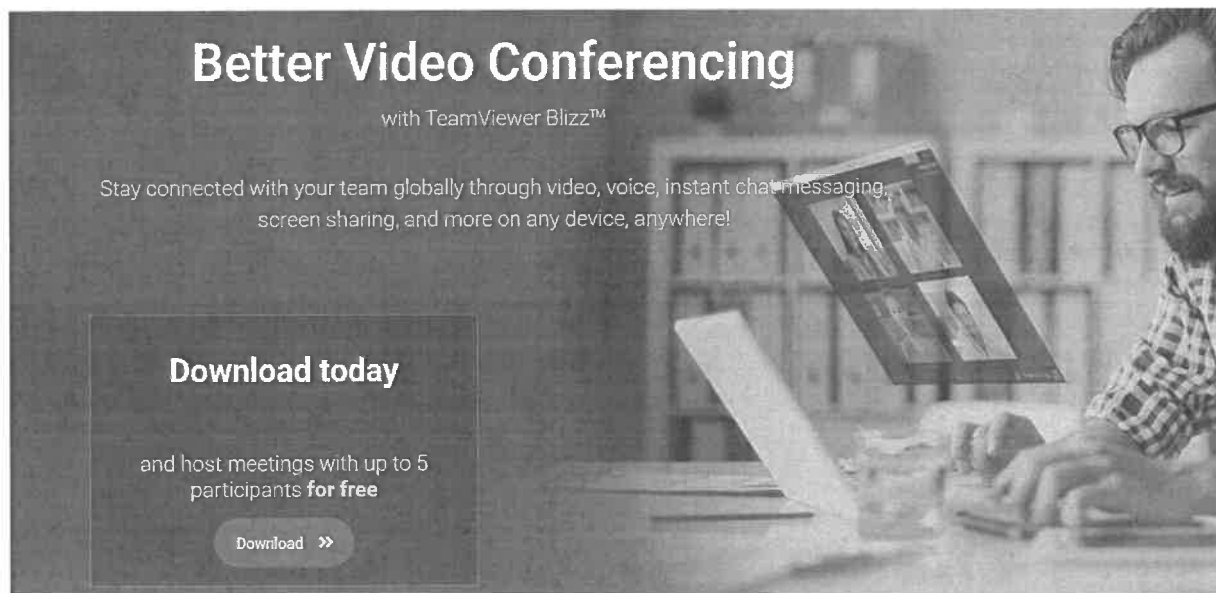 Better Video Conferencing
with TeamViewer Blizz™
Stay connected with your team globally through video, voice, instant chat messaging,
screen sharing, and more on any device, anywhere!
Download today
and host meetings with up to 5
participants for free
Download »